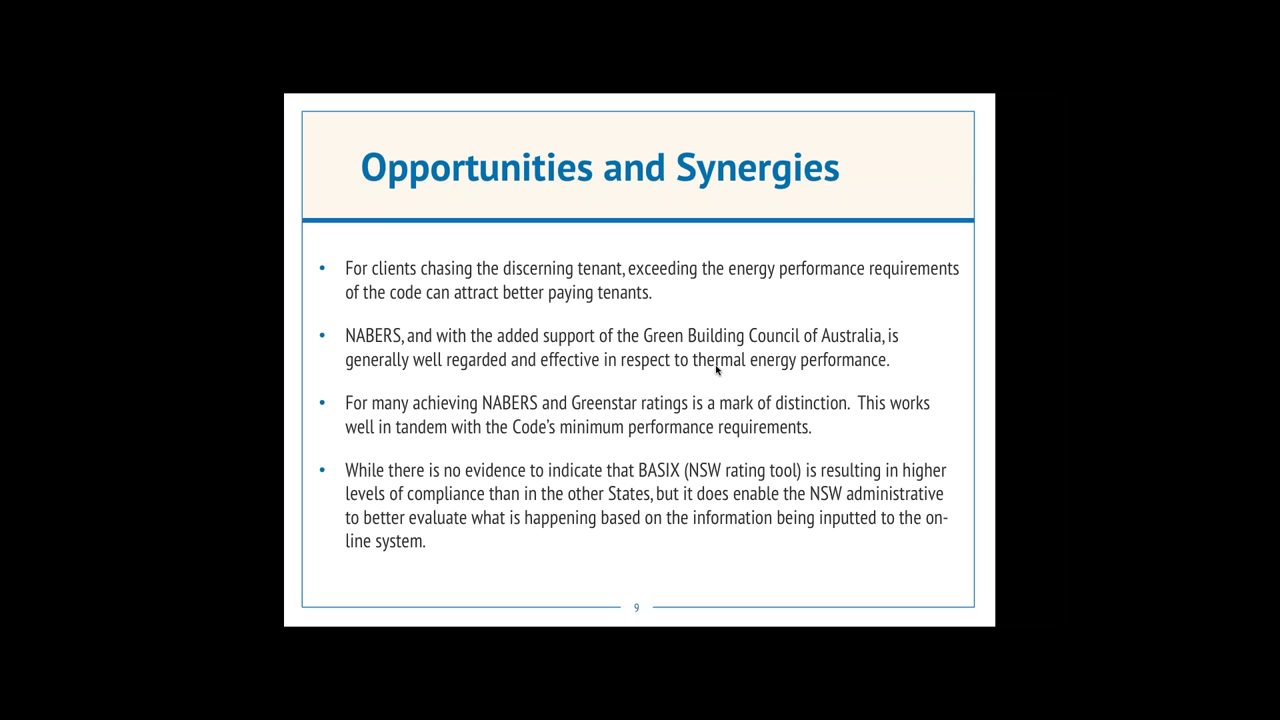 Opportunities and Synergies
• For clients chasing the discerning tenant, exceeding the energy performance requirements
of the code can attract better paying tenants.
• NABERS, and with the added support of the Green Building Council of Australia, is
generally well regarded and effective in respect to thermal energy performance.
• For many achieving NABERS and Greenstar ratings is a mark of distinction.  This works
well in tandem with the Code’s minimum performance requirements.
• While there is no evidence to indicate that BASIX (NSW rating tool) is resulting in higher
levels of compliance than in the other States, but it does enable the NSW administrative
to better evaluate what is happening based on the information being inputted to the on-
line system.
9